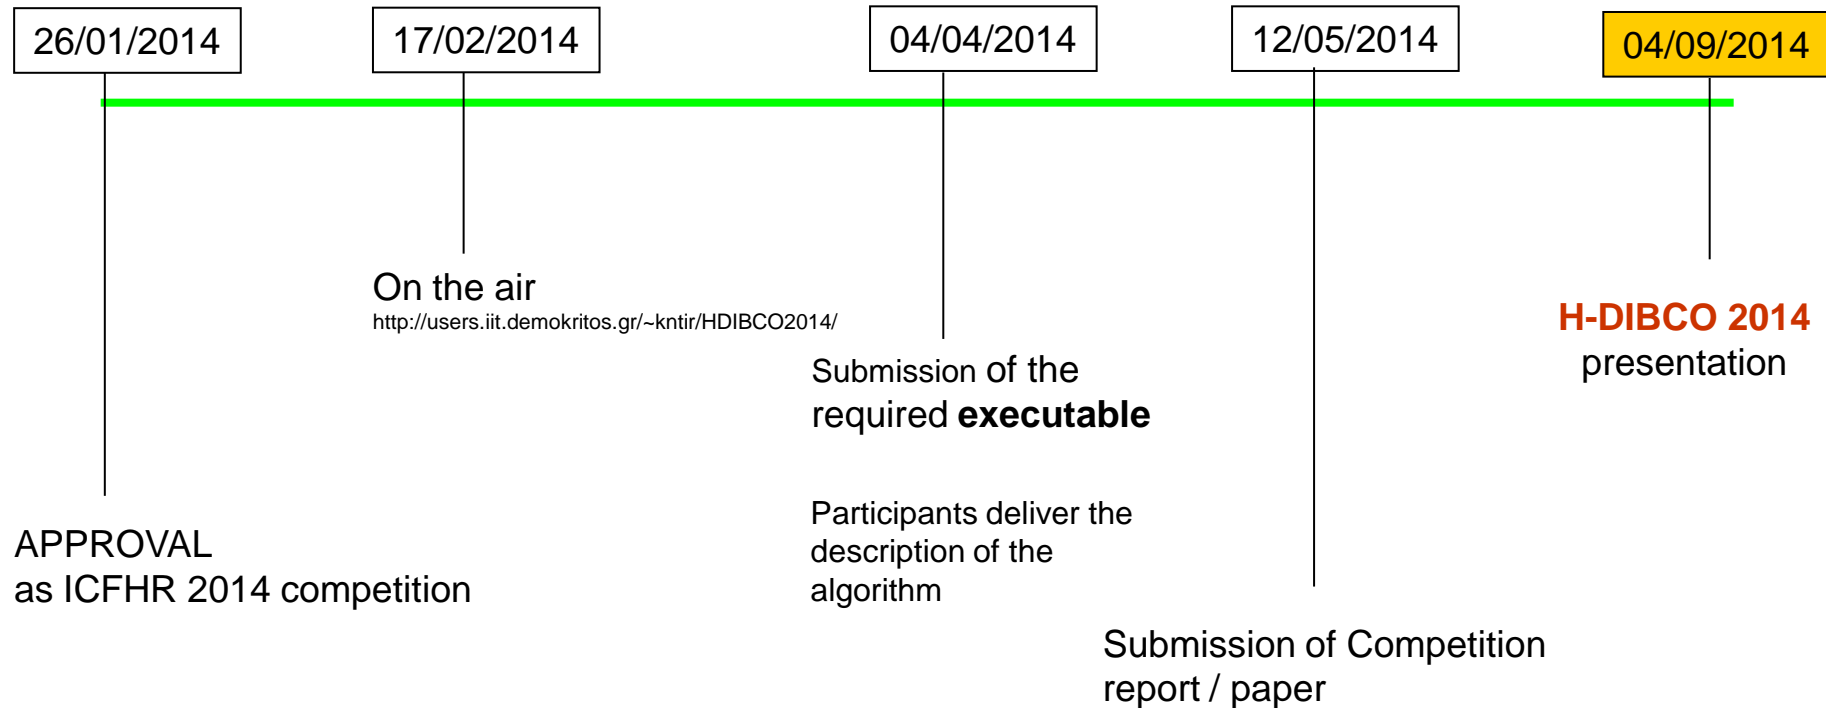 26/01/2014
17/02/2014
04/04/2014
12/05/2014
04/09/2014
On the air
http://users.iit.demokritos.gr/~kntir/HDIBCO2014/
H-DIBCO 2014
presentation
Submission of the
required executable
Participants deliver the
description of the
algorithm
APPROVAL
as ICFHR 2014 competition
Submission of Competition
report / paper